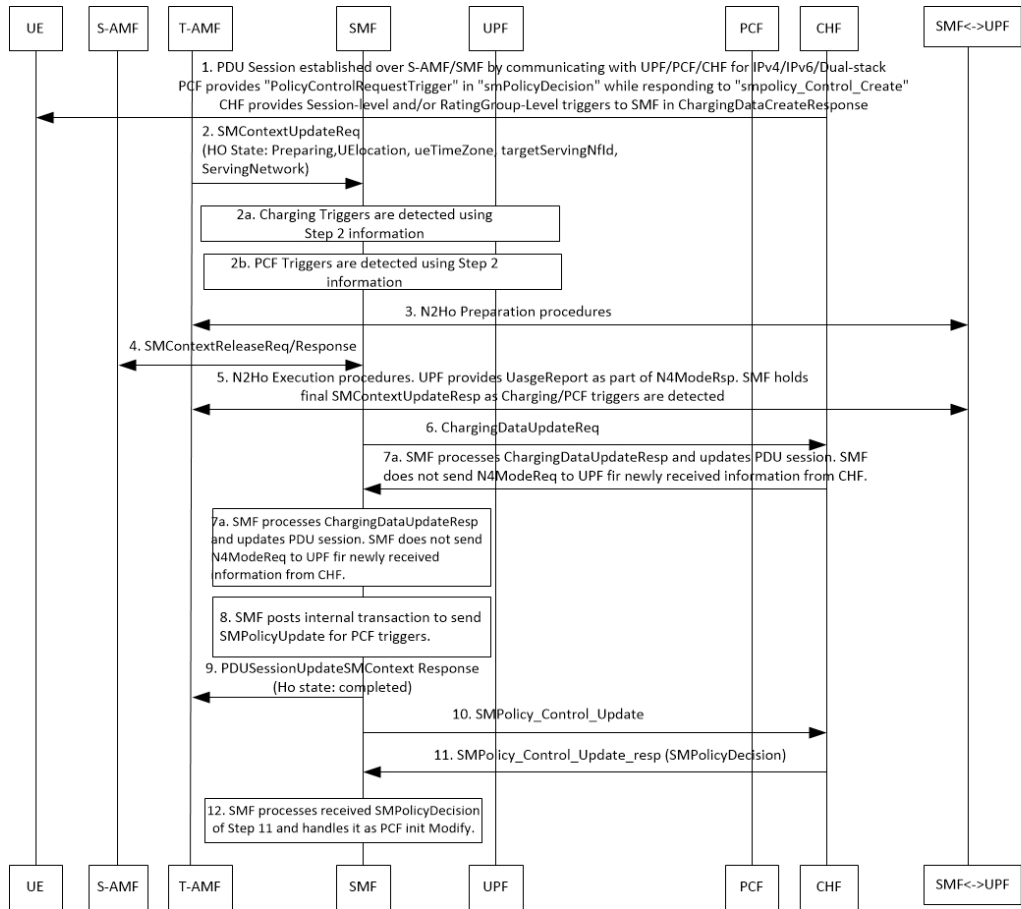 UE S-AMF T-AMF SMF UPF PCF CHF SMF<->UPF
1. PDU Session established over S-AMF/SMF by communicating with UPF/PCF/CHF for IPv4/IPv6/Dual-stack
PCF provides "PolicyControlRequestTrigger" in "smPolicyDecision" while responding to "smpolicy_Control_Create"
CHF provides Session-level and/or RatingGroup-Level triggers to SMF in ChargingDataCreateResponse
2. SMContextUpdateReq
(HO State: Preparing,UElocation, ueTimeZone, targetServingNfId,
ServingNetwork)
2a. Charging Triggers are detected using
Step 2 information
2b. PCF Triggers are detected using Step 2
information
3. N2Ho Preparation procedures
4. SMContextReleaseReq/Response
5. N2Ho Execution procedures. UPF provides UasgeReport as part of N4ModeRsp. SMF holds
final SMContextUpdateResp as Charging/PCF triggers are detected
6. ChargingDataUpdateReq
7a. SMF processes ChargingDataUpdateResp and updates PDU session. SMF
does not send N4ModeReq to UPF fir newly received information from CHF.
7a. SMF processes ChargingDataUpdateResp
and updates PDU session. SMF does not send
N4ModeReq to UPF fir newly received
information from CHF.
8. SMF posts internal transaction to send
SMPolicyUpdate for PCF triggers.
9. PDUSessionUpdateSMContext Response
(Ho state: completed)
10. SMPolicy_Control_Update
11. SMPolicy_Control_Update_resp (SMPolicyDecision)
12. SMF processes received SMPolicyDecision
of Step 11 and handles it as PCF init Modify.
UE S-AMF T-AMF SMF UPF PCF CHF SMF<->UPF